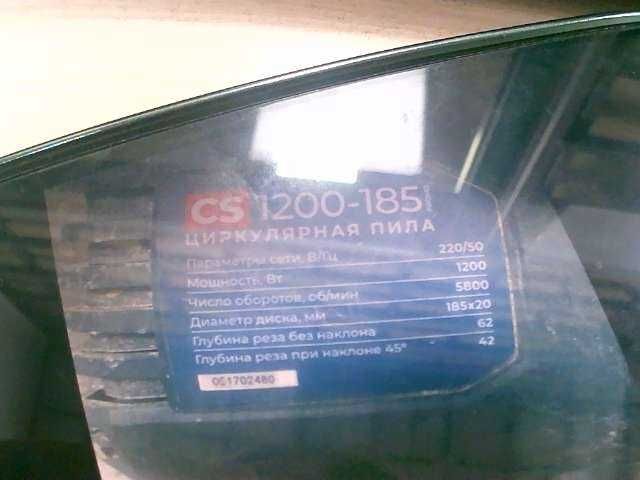 CS 1200-185
ЦИРКУЛЯРНАЯ ПИЛА
Параметры сети, В/Гц 220/50
Мощность, Вт 1200
Число оборотов, об/мин 5800
Диаметр диска, мм 185x20
Глубина реза без наклона 62
Глубина реза при наклоне 45° 42
051702480